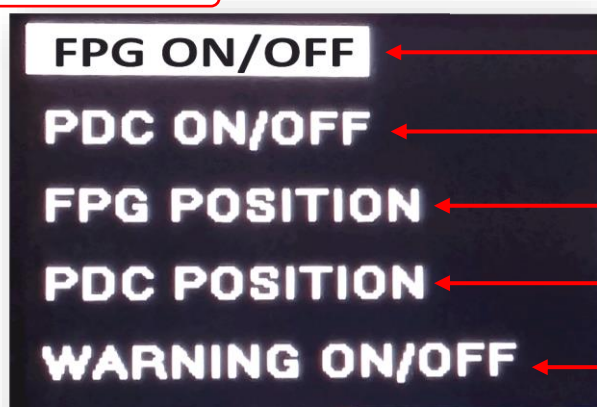 FPG ON/OFF
PDC ON/OFF
FPG POSITION
PDC POSITION
WARNING ON/OFF